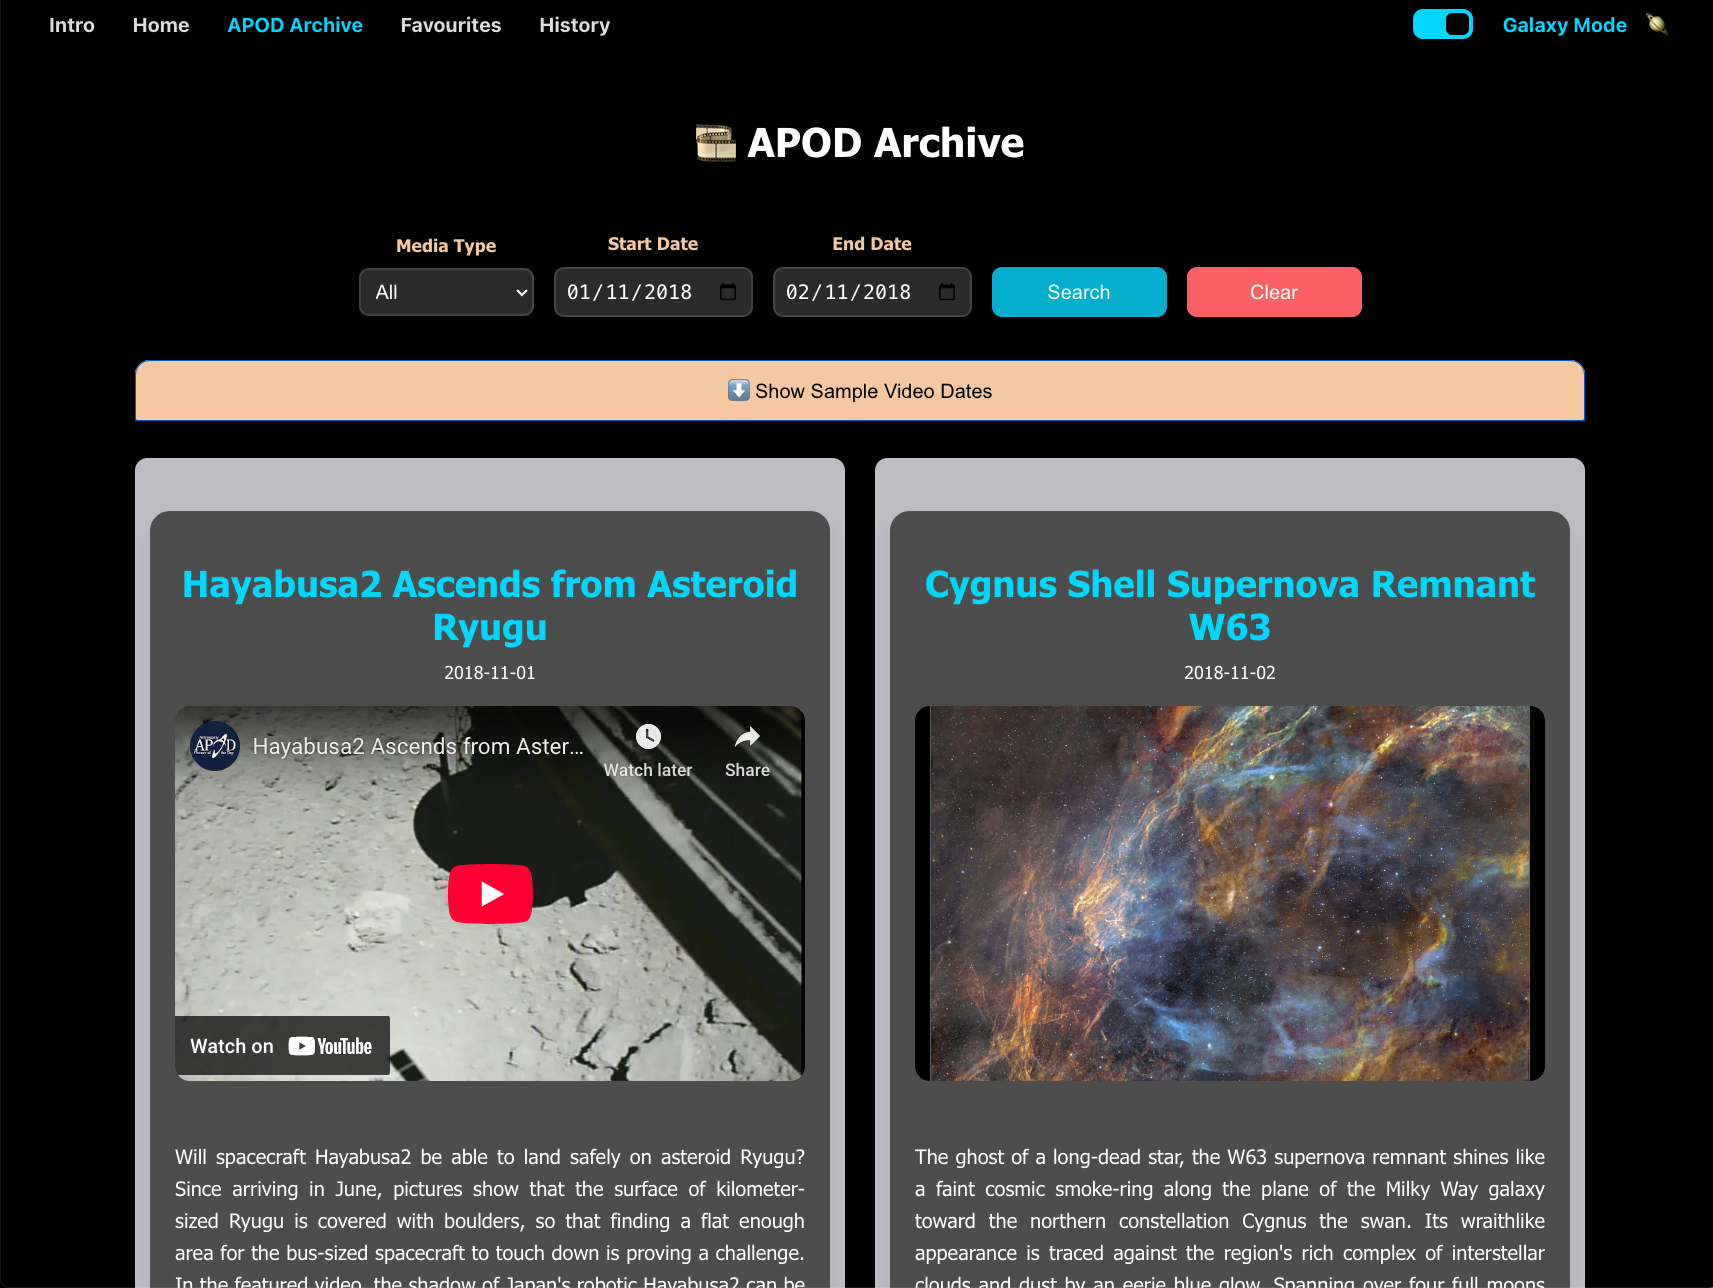 Intro Home APOD Archive Favourites History Galaxy Mode
APOD Archive
Media Type Start Date End Date
All 01/11/2018 02/11/2018 Search Clear
Show Sample Video Dates
Hayabusa2 Ascends from Asteroid
Ryugu
2018-11-01
APOD
Hayabusa2 Ascends from Aster...
Watch later Share
Watch on YouTube
Will spacecraft Hayabusa2 be able to land safely on asteroid Ryugu?
Since arriving in June, pictures show that the surface of kilometer-
sized Ryugu is covered with boulders, so that finding a flat enough
area for the bus-sized spacecraft to touch down is proving a challenge.
In the featured video, the shadow of Japan's robotic Hayabusa2 can be
Cygnus Shell Supernova Remnant
W63
2018-11-02
The ghost of a long-dead star, the W63 supernova remnant shines like
a faint cosmic smoke-ring along the plane of the Milky Way galaxy
toward the northern constellation Cygnus the swan. Its wraithlike
appearance is traced against the region's rich complex of interstellar
clouds and dust by an eerie blue glow. Spanning over four full moons